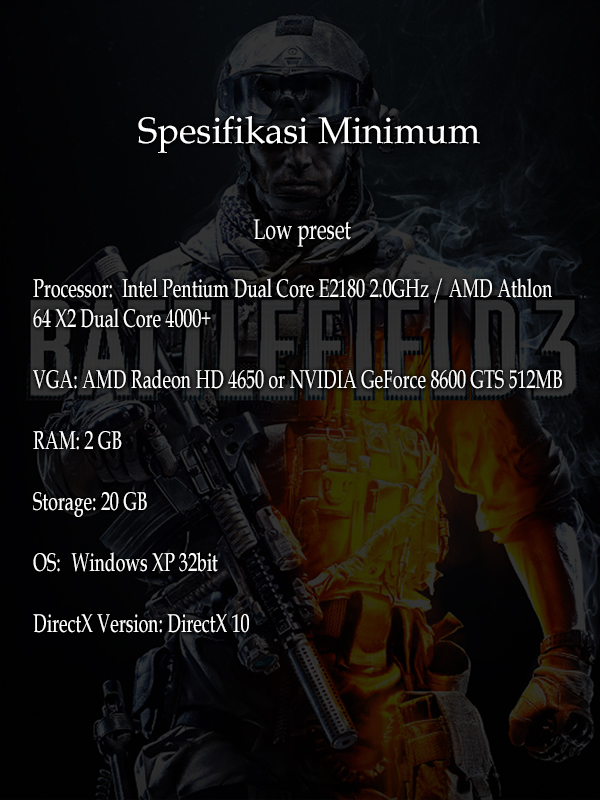 Spesifikasi Minimum
Low preset
Processor:  Intel Pentium Dual Core E2180 2.0GHz / AMD Athlon
64 X2 Dual Core 4000+
BATTLEFIELD 3
VGA: AMD Radeon HD 4650 or NVIDIA GeForce 8600 GTS 512MB
RAM: 2 GB
Storage: 20 GB
OS:  Windows XP 32bit
DirectX Version: DirectX 10